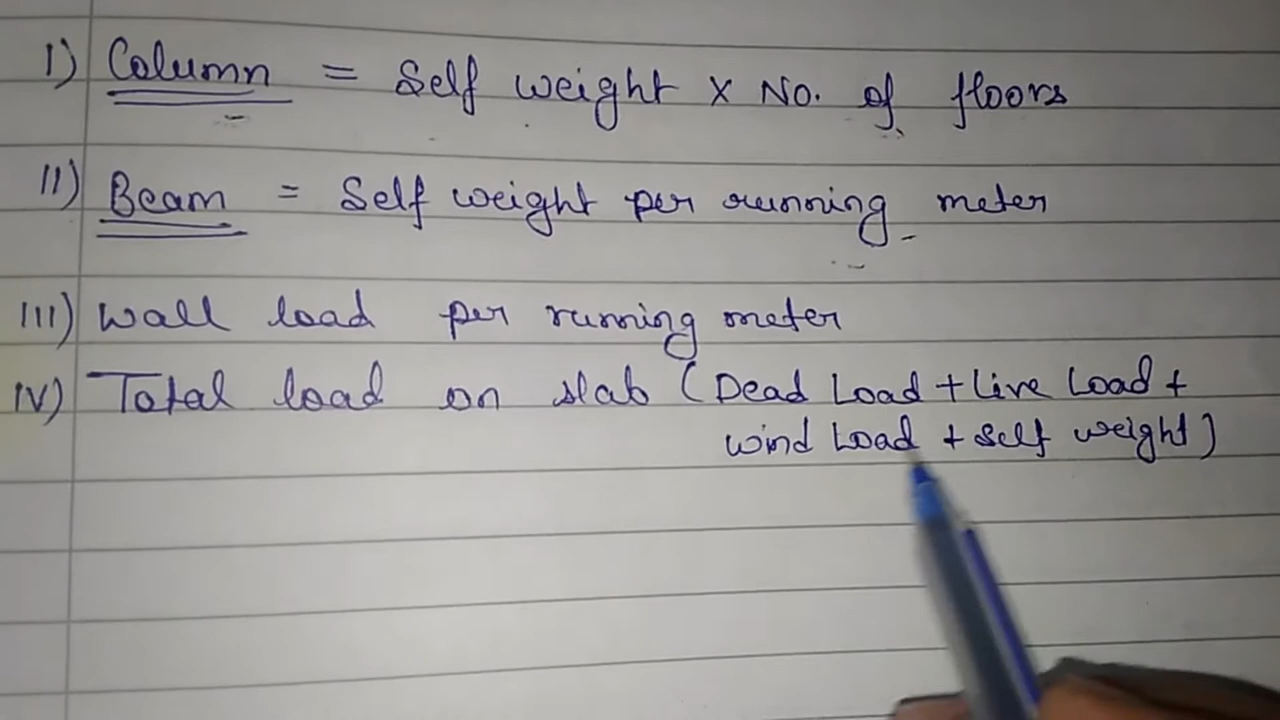 I) Column = Self weight x No. of floors
II) Beam = Self weight per running meter
III) Wall load per running meter
IV) Total load on slab (Dead Load + Live Load +
wind Load + Self weight)